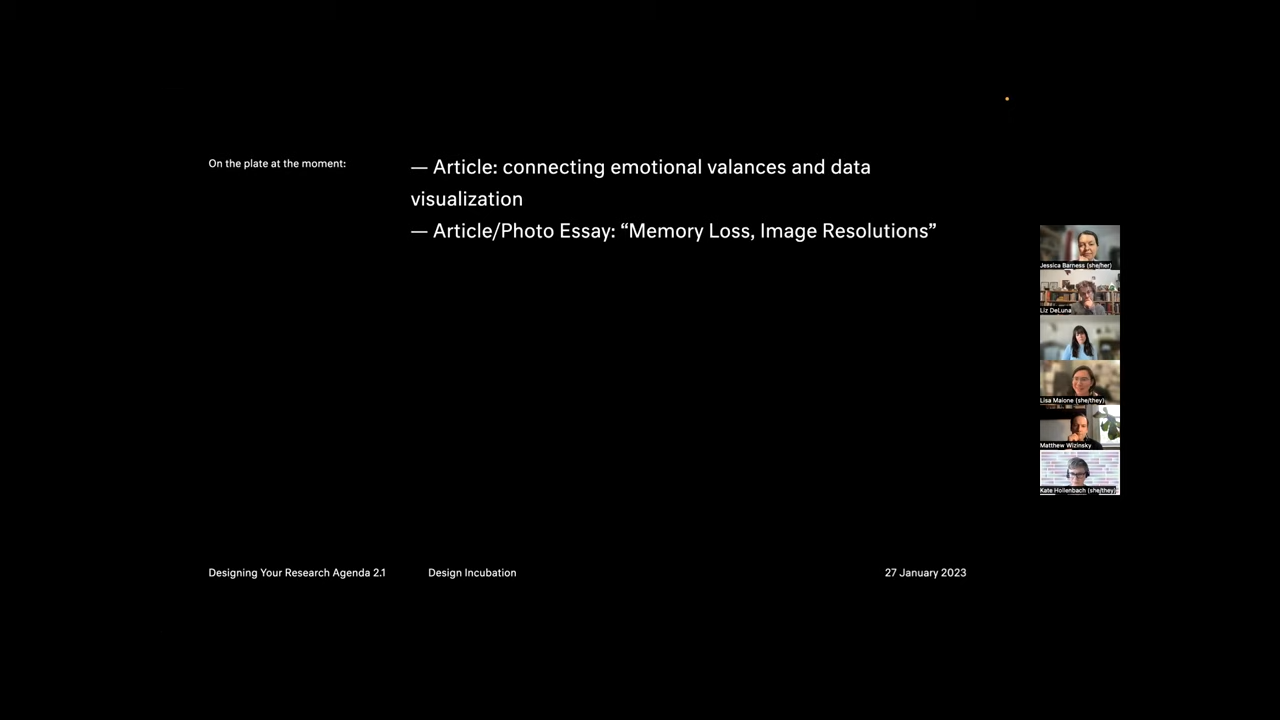 On the plate at the moment:
— Article: connecting emotional valances and data
visualization
— Article/Photo Essay: “Memory Loss, Image Resolutions”
Jessica Barness (she/her)
Liz DeLuna
Lisa Maione (she/they)
Matthew Wizinsky
Kate Hollenbach (she/they)
Designing Your Research Agenda 2.1
Design Incubation
27 January 2023